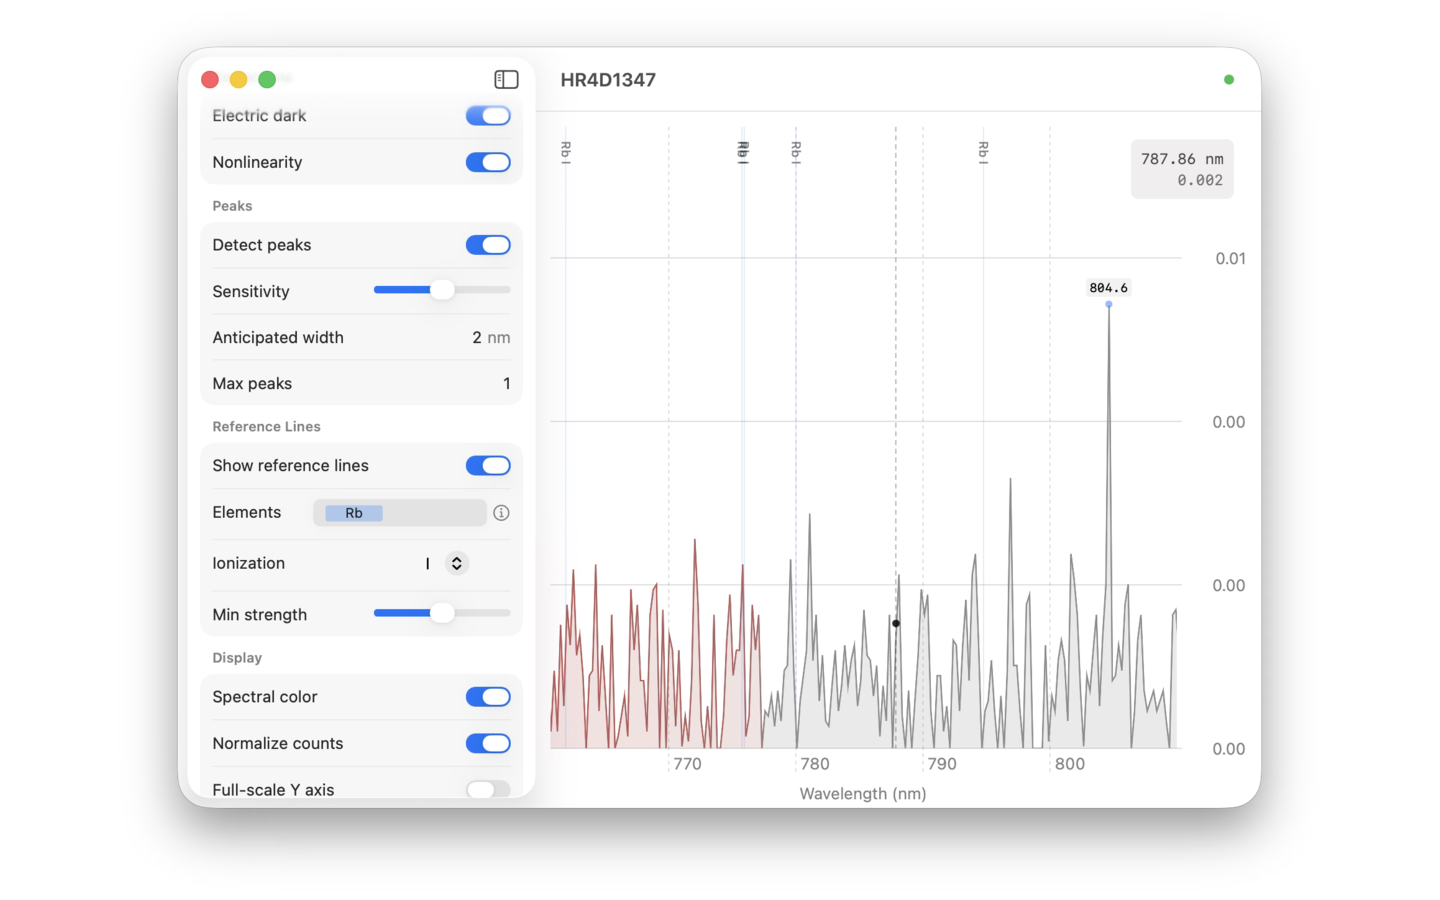 HR4D1347
Electric dark
Nonlinearity
Peaks
Detect peaks
Sensitivity
Anticipated width 2 nm
Max peaks 1
Reference Lines
Show reference lines
Elements Rb
Ionization I
Min strength
Display
Spectral color
Normalize counts
Full-scale Y axis
Rb I
Rb I
Rb I
Rb I
Rb I
787.86 nm
0.002
0.01
804.6
0.00
0.00
0.00
770 780 790 800
Wavelength (nm)